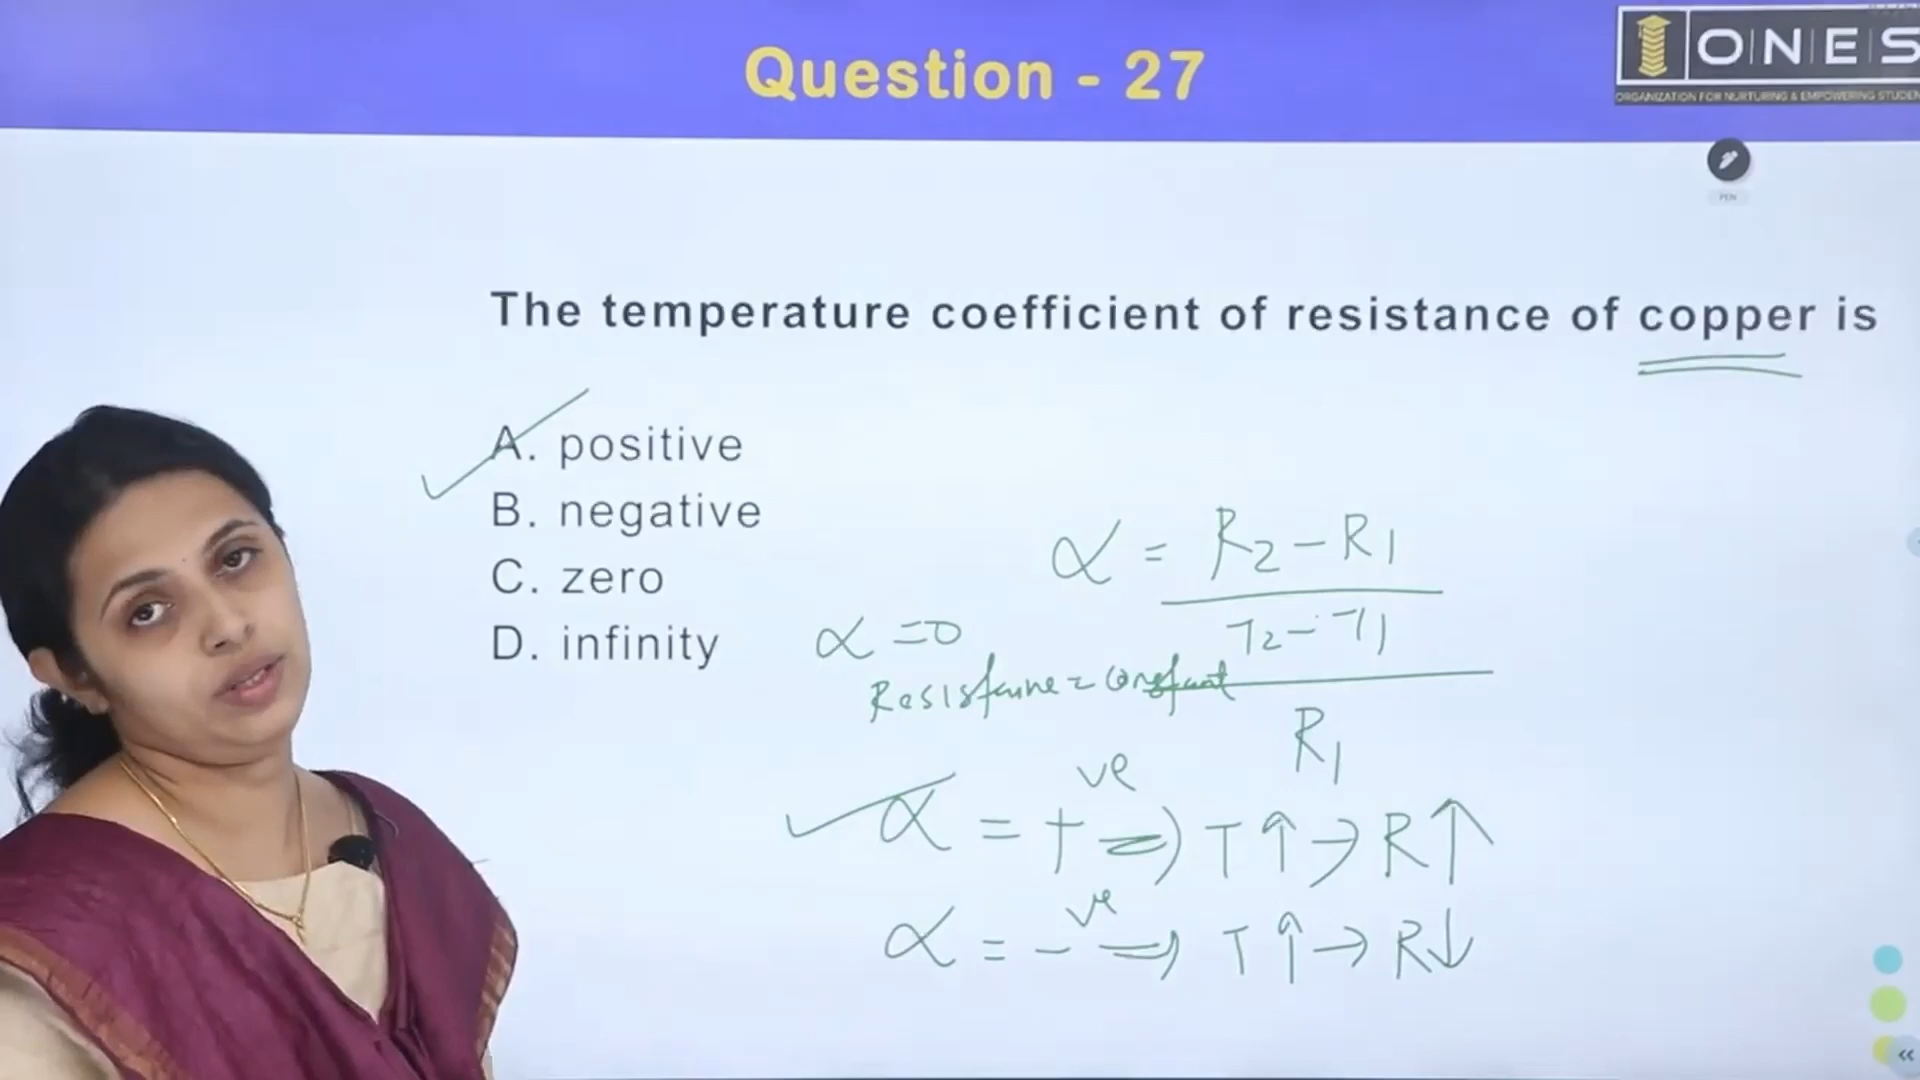 Question - 27
ONES
ORGANIZATION FOR NURTURING & EMPOWERING STUDEN
PEN
The temperature coefficient of resistance of copper is
A. positive
B. negative
C. zero
D. infinity
α = R2 - R1
T2 - T1
R1
α = 0
Resistance = constant
α = +ve ⇒ T↑ → R↑
α = -ve ⇒ T↑ → R↓
«